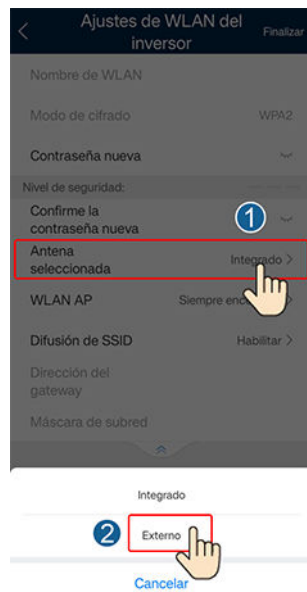 Ajustes de WLAN del
inversor
Finalizar
Nombre de WLAN
Modo de cifrado WPA2
Contraseña nueva
Nivel de seguridad:
Confirme la
contraseña nueva
1
Antena
seleccionada
Integrado >
WLAN AP Siempre enc
Difusión de SSID Habilitar >
Dirección del
gateway
Máscara de subred
Integrado
2 Externo
Cancelar